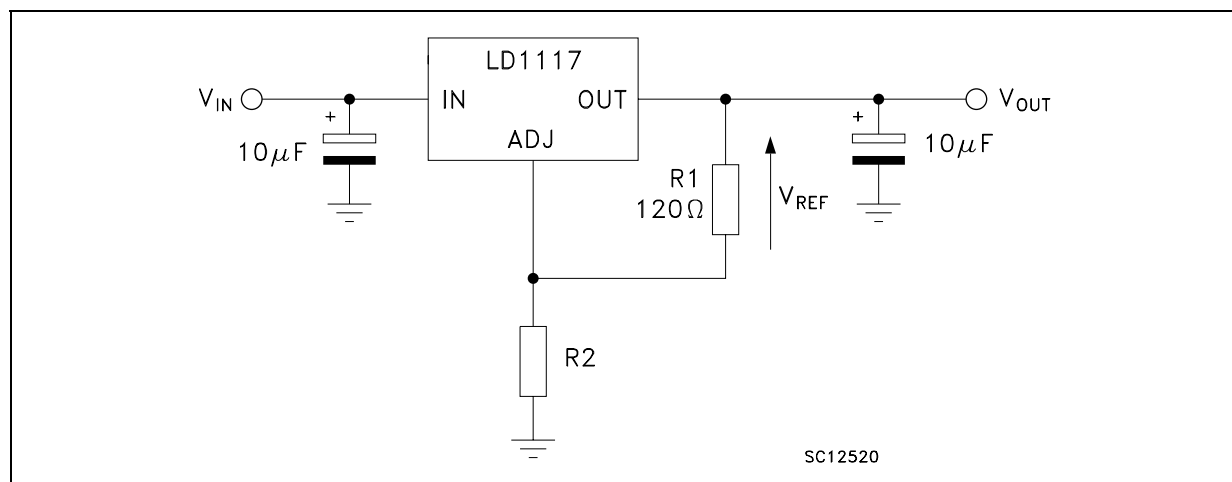 LD1117
V_IN
IN
OUT
V_OUT
+
+
10μF
ADJ
10μF
R1
120Ω
V_REF
R2
SC12520